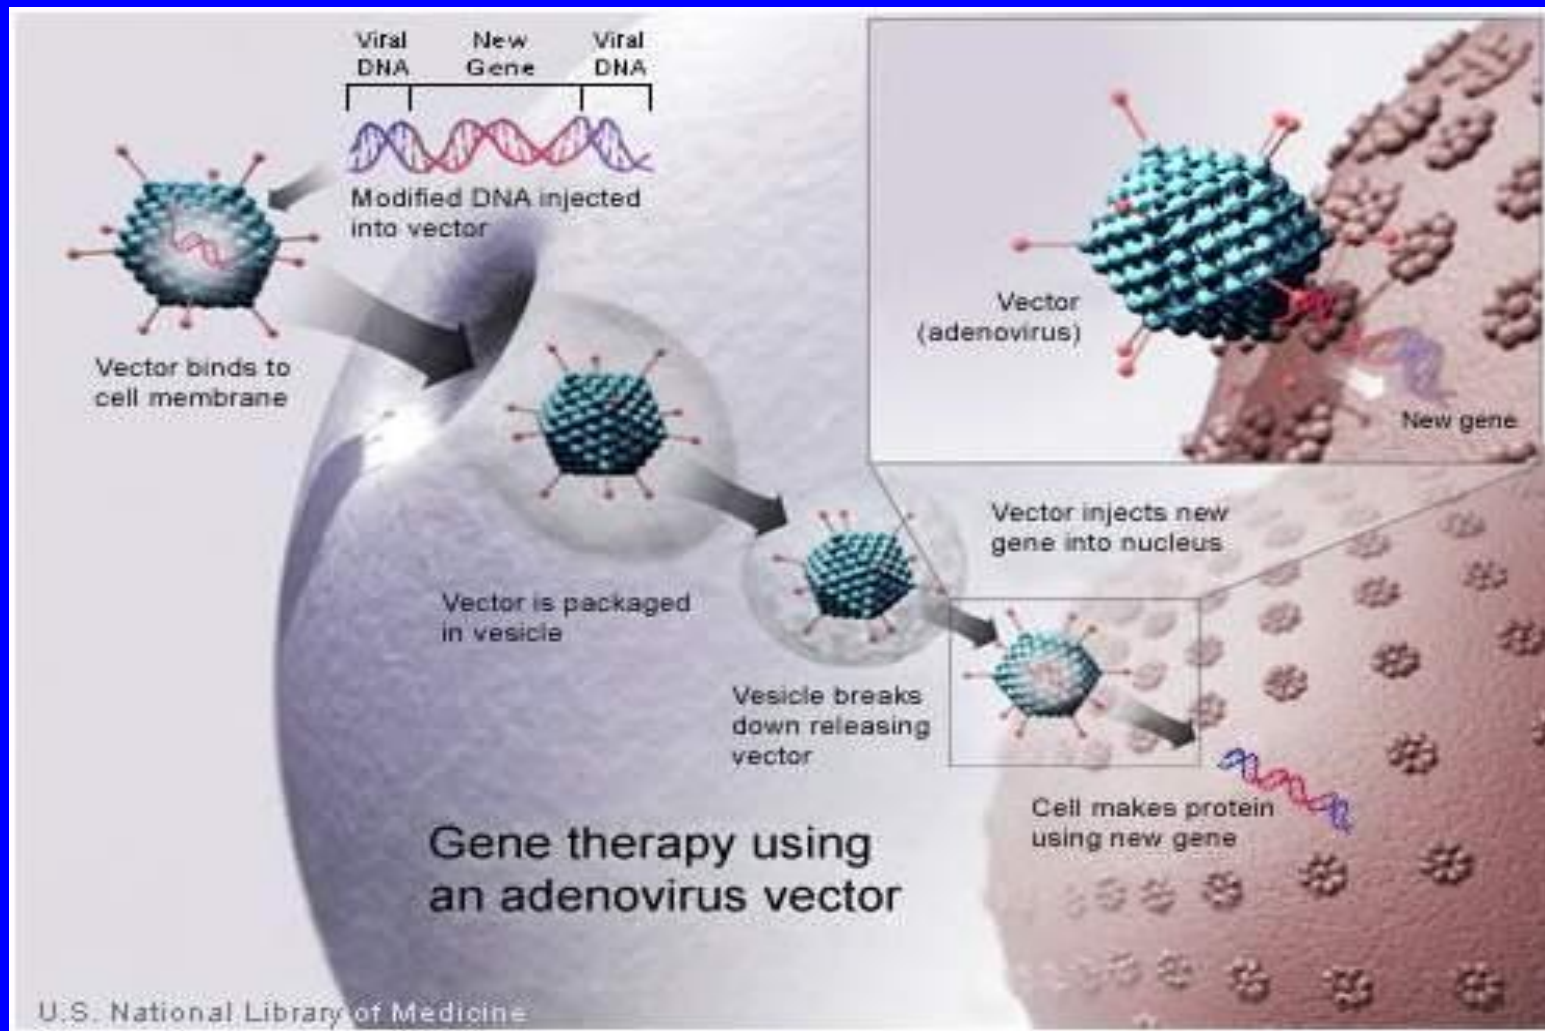 Viral DNA
New Gene
Viral DNA
Modified DNA injected
into vector
Vector binds to
cell membrane
Vector
(adenovirus)
New gene
Vector injects new
gene into nucleus
Vector is packaged
in vesicle
Vesicle breaks
down releasing
vector
Cell makes protein
using new gene
Gene therapy using
an adenovirus vector
U.S. National Library of Medicine